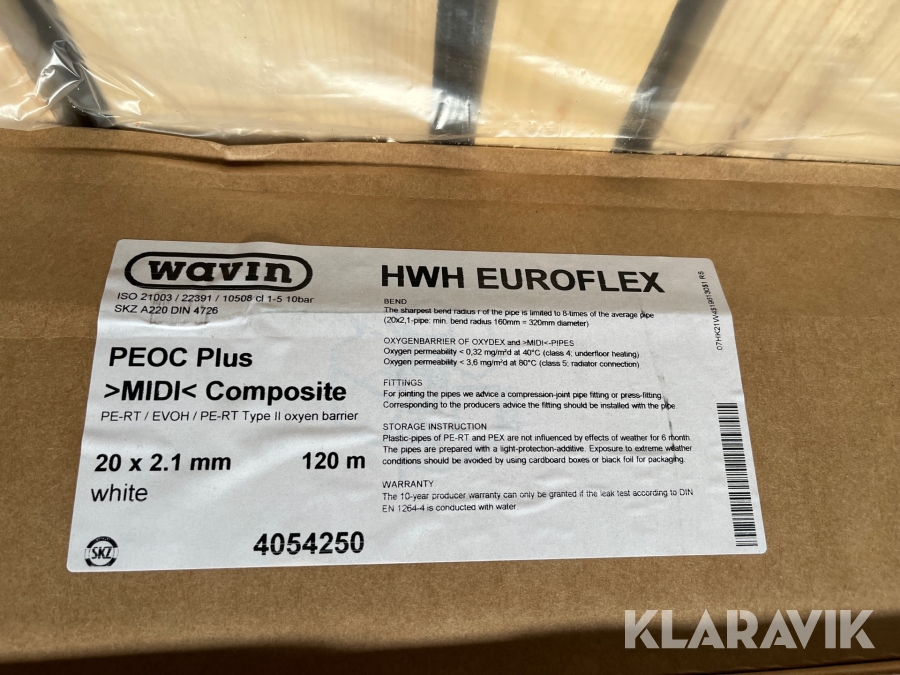 wavin
ISO 21003 / 22391 / 10508 cl 1-5 10bar
SKZ A220 DIN 4726
PEOC Plus
>MIDI< Composite
PE-RT / EVOH / PE-RT Type II oxyen barrier
20 x 2.1 mm 120 m
white
4054250
SKZ
HWH EUROFLEX
BEND
The sharpest bend radius r of the pipe is limited to 8-times of the average pipe
(20x2,1-pipe: min. bend radius 160mm = 320mm diameter)
OXYGENBARRIER OF OXYDEX and >MIDI<-PIPES
Oxygen permeability < 0,32 mg/m² at 40°C (class 4; underfloor heating)
Oxygen permeability < 3,6 mg/m² at 80°C (class 5; radiator connection)
FITTINGS
For jointing the pipes we advice a compression-joint pipe fitting or press-fitting.
Corresponding to the producers advice the fitting should be installed with the pipe.
STORAGE INSTRUCTION
Plastic-pipes of PE-RT and PEX are not influenced by effects of weather for 6 month.
The pipes are prepared with a light-protection-additive. Exposure to extreme weather
conditions should be avoided by using cardboard boxes or black foil for packaging.
WARRANTY
The 10-year producer warranty can only be granted if the leak test according to DIN
EN 1264-4 is conducted with water
KLARAVIK